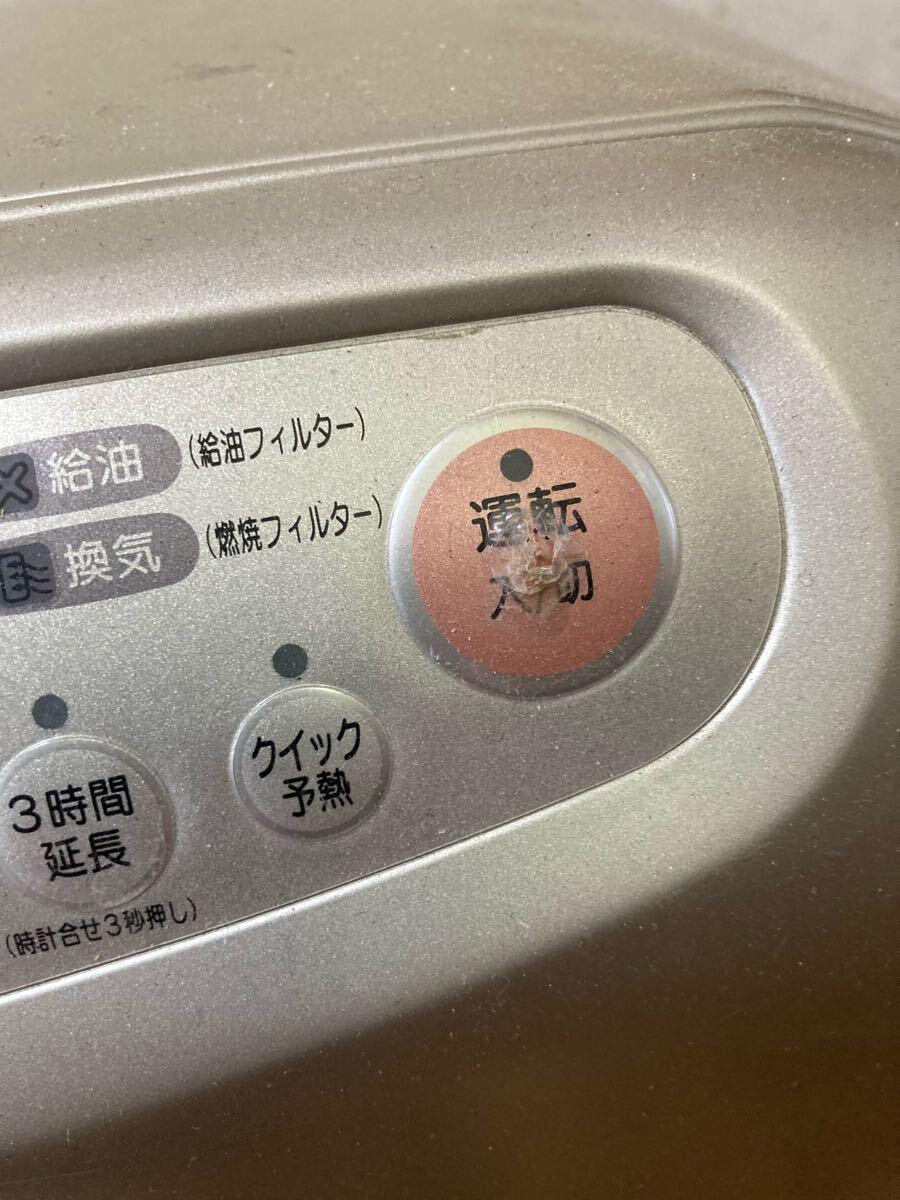 給油 (給油フィルター)
換気 (燃焼フィルター)
運転
入/切
クイック
予熱
3時間
延長
(時計合せ3秒押し)